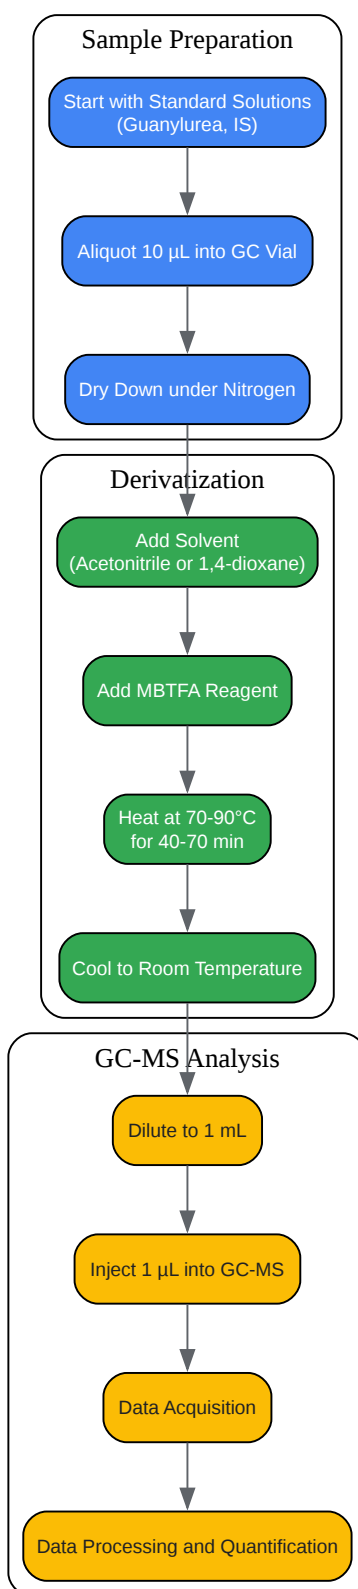 Sample Preparation
Start with Standard Solutions
(Guanylurea, IS)
Aliquot 10 µL into GC Vial
Dry Down under Nitrogen
Derivatization
Add Solvent
(Acetonitrile or 1,4-dioxane)
Add MBTFA Reagent
Heat at 70-90°C
for 40-70 min
Cool to Room Temperature
GC-MS Analysis
Dilute to 1 mL
Inject 1 µL into GC-MS
Data Acquisition
Data Processing and Quantification